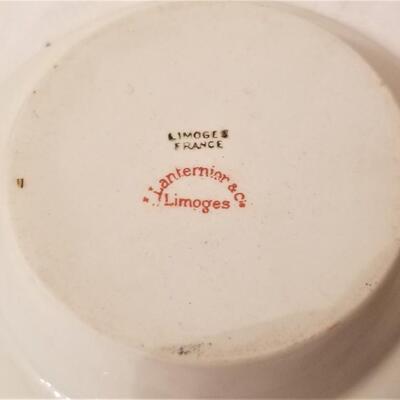 LIMOGES
FRANCE
Lanternier & Cie
Limoges